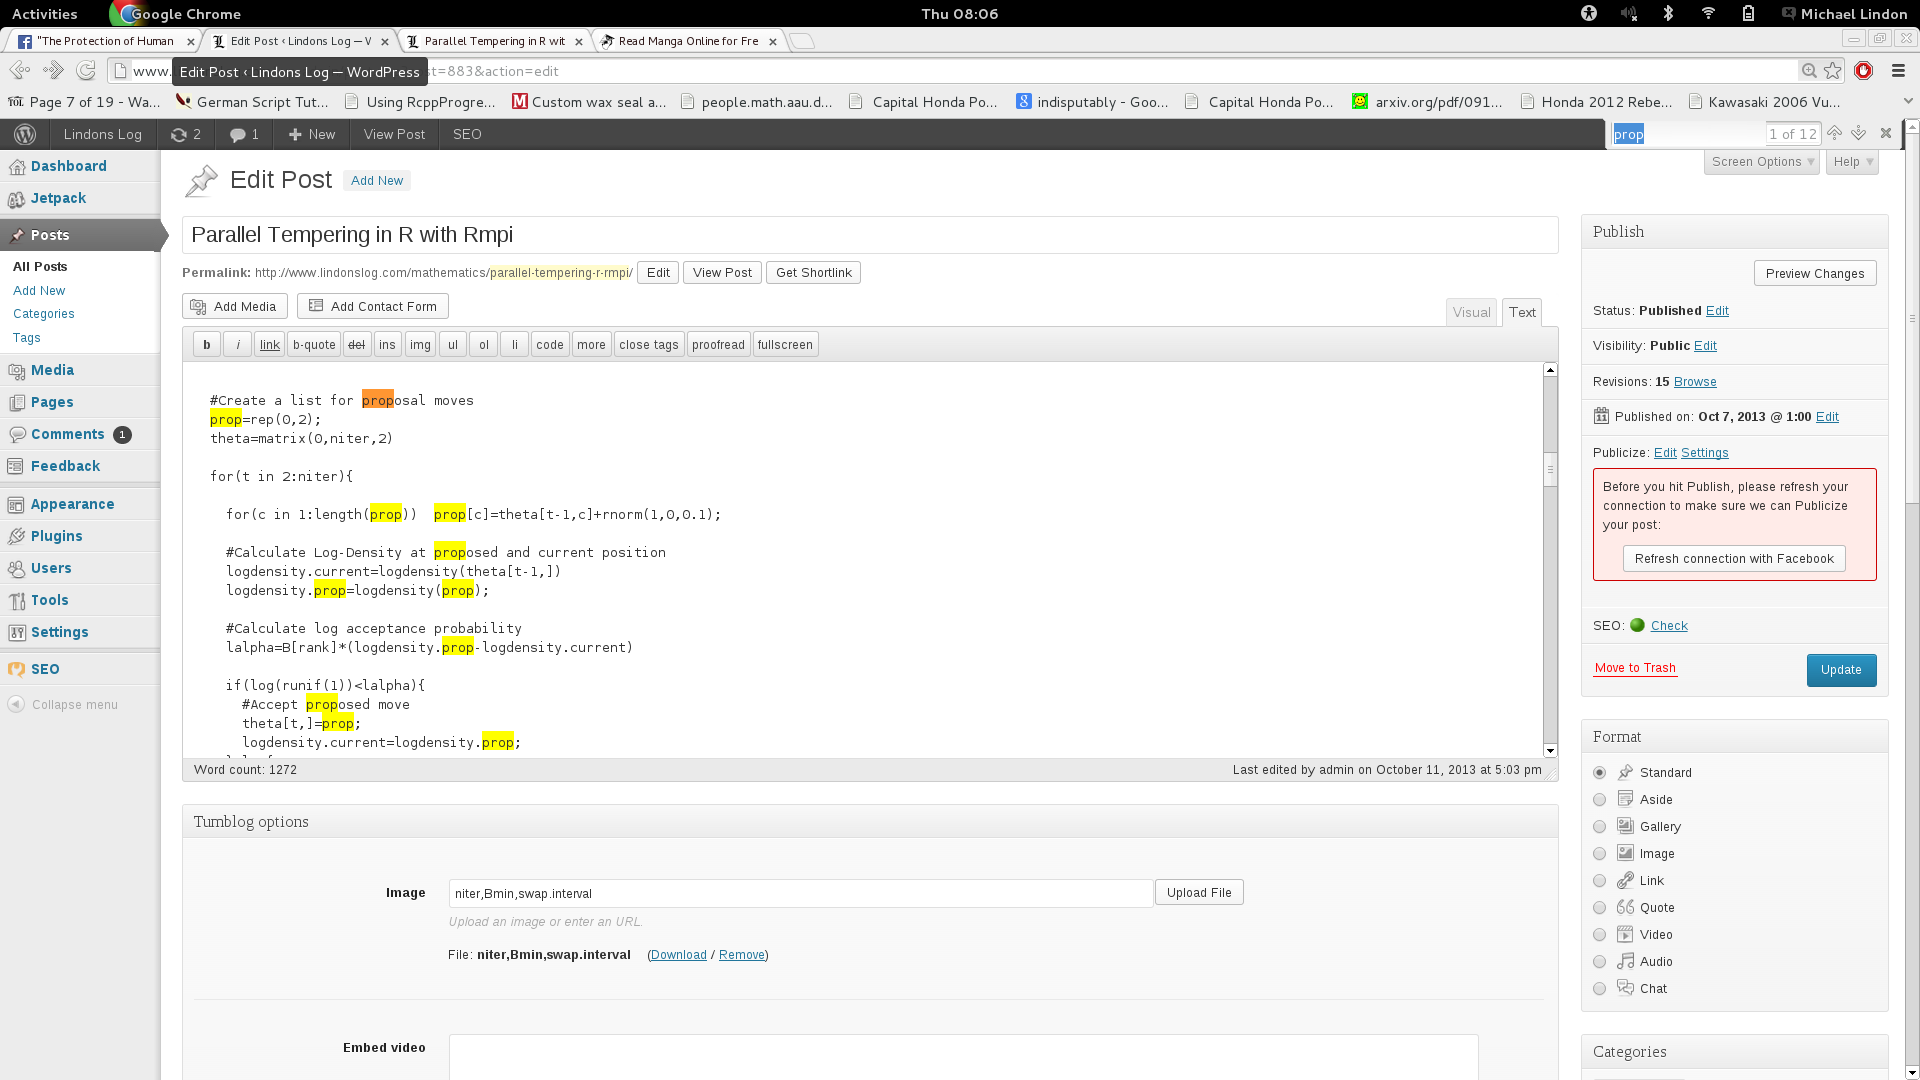 Activities
Google Chrome
Thu 08:06
Michael Lindon
"The Protection of Human
Edit Post ‹ Lindons Log — W
Parallel Tempering in R wit
Read Manga Online for Fre
www.
Edit Post ‹ Lindons Log — WordPress
st=883&action=edit
TOL Page 7 of 19 - Wa...
German Script Tut...
Using RcppProgre...
Custom wax seal a...
people.math.aau.d...
Capital Honda Po...
indisputably - Goo...
Capital Honda Po...
arxiv.org/pdf/091...
Honda 2012 Rebe...
Kawasaki 2006 Vu...
Lindons Log
2
1
New
View Post
SEO
prop
1 of 12
Dashboard
Jetpack
Posts
All Posts
Add New
Categories
Tags
Media
Pages
Comments 1
Feedback
Appearance
Plugins
Users
Tools
Settings
SEO
Collapse menu
Screen Options
Help
Edit Post
Add New
Parallel Tempering in R with Rmpi
Permalink: http://www.lindonslog.com/mathematics/parallel-tempering-r-rmpi/
Edit
View Post
Get Shortlink
Add Media
Add Contact Form
Visual
Text
b
i
link
b-quote
del
ins
img
ul
ol
li
code
more
close tags
proofread
fullscreen
#Create a list for proposal moves
prop=rep(0,2);
theta=matrix(0,niter,2)
for(t in 2:niter){
for(c in 1:length(prop))  prop[c]=theta[t-1,c]+rnorm(1,0,0.1);
#Calculate Log-Density at proposed and current position
logdensity.current=logdensity(theta[t-1,])
logdensity.prop=logdensity(prop);
#Calculate log acceptance probability
lalpha=B[rank]*(logdensity.prop-logdensity.current)
if(log(runif(1))<lalpha){
#Accept proposed move
theta[t,]=prop;
logdensity.current=logdensity.prop;
Word count: 1272
Last edited by admin on October 11, 2013 at 5:03 pm
Tumblog options
Image
niter,Bmin,swap.interval
Upload File
Upload an image or enter an URL.
File: niter,Bmin,swap.interval (Download / Remove)
Embed video
Publish
Preview Changes
Status: Published Edit
Visibility: Public Edit
Revisions: 15 Browse
Published on: Oct 7, 2013 @ 1:00 Edit
Publicize: Edit Settings
Before you hit Publish, please refresh your
connection to make sure we can Publicize
your post:
Refresh connection with Facebook
SEO: Check
Move to Trash
Update
Format
Standard
Aside
Gallery
Image
Link
Quote
Video
Audio
Chat
Categories